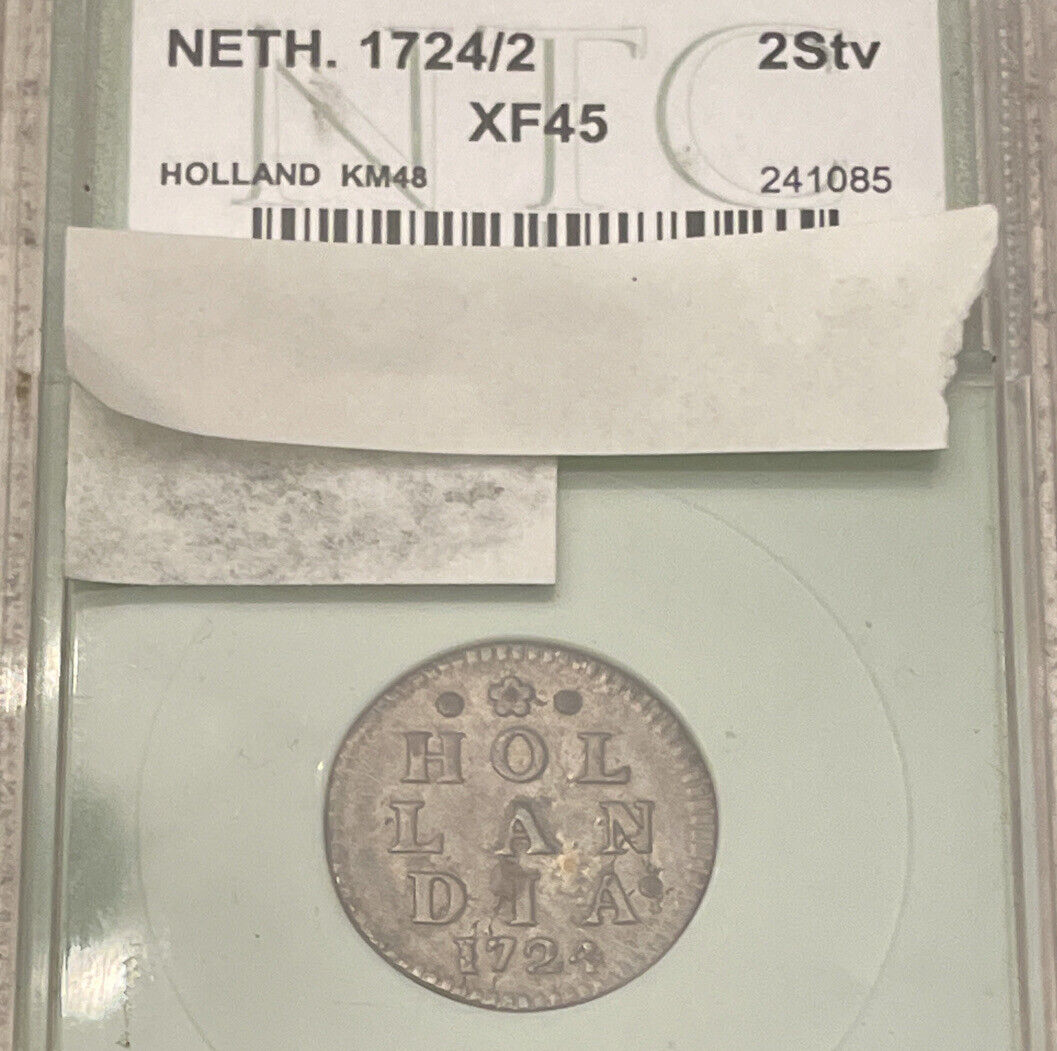 NTC
NETH. 1724/2 2Stv
XF45
HOLLAND KM48 241085
HOL
LAN
DIA
1724